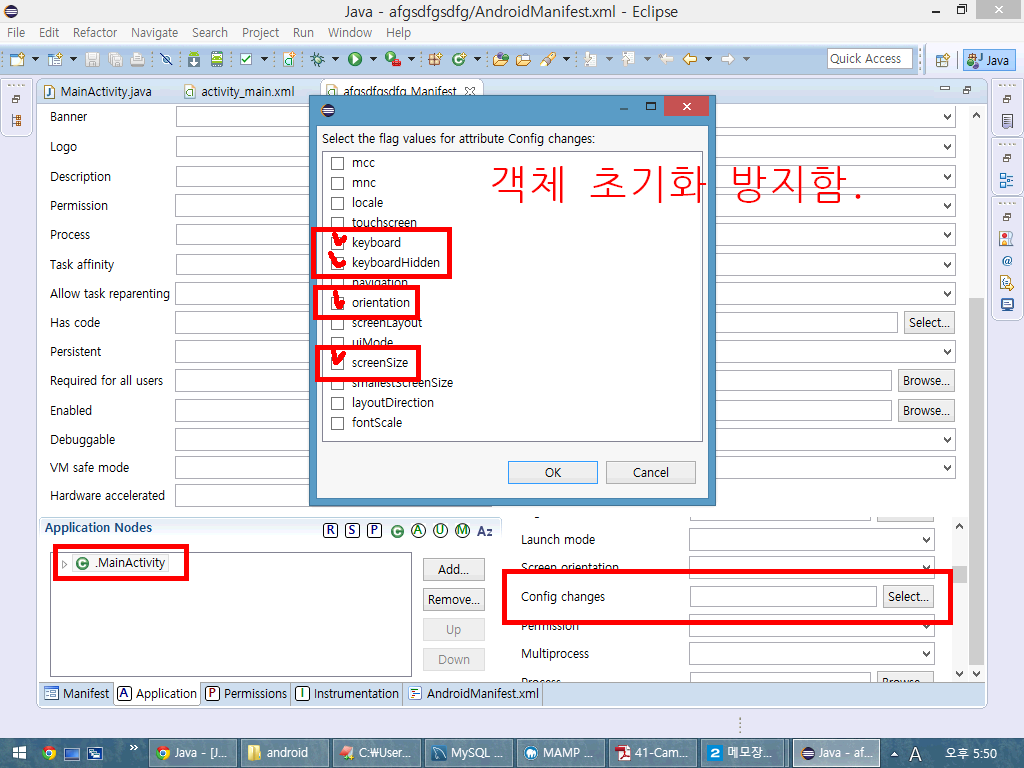 Java - afgsdfgsdfg/AndroidManifest.xml - Eclipse
File Edit Refactor Navigate Search Project Run Window Help
Quick Access
Java
MainActivity.java activity_main.xml afgsdfgsdfg Manifest
Banner
Logo
Description
Permission
Process
Task affinity
Allow task reparenting
Has code
Select...
Persistent
Required for all users
Browse...
Enabled
Browse...
Debuggable
VM safe mode
Hardware accelerated
Select the flag values for attribute Config changes:
객체 초기화 방지함.
mcc
mnc
locale
touchscreen
keyboard
keyboardHidden
navigation
orientation
screenLayout
uiMode
screenSize
smallestScreenSize
layoutDirection
fontScale
OK Cancel
Application Nodes
R S P C A U M Az
C .MainActivity
Add...
Remove...
Up
Down
Launch mode
Screen orientation
Config changes
Select...
Permission
Multiprocess
Process
Browse...
Manifest A Application P Permissions I Instrumentation AndroidManifest.xml
Java - [J... android C:₩User... MySQL ... MAMP ... 41-Cam... 2 메모장... Java - af... A 오후 5:50